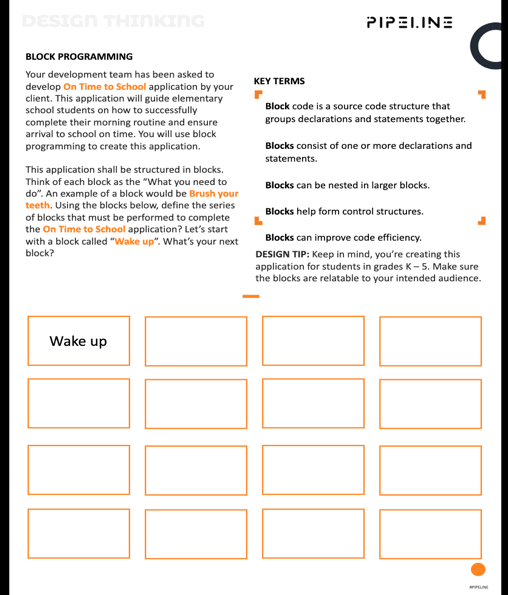 DESIGN THINKING
PIPELINE
BLOCK PROGRAMMING
Your development team has been asked to
develop On Time to School application by your
client. This application will guide elementary
school students on how to successfully
complete their morning routine and ensure
arrival to school on time. You will use block
programming to create this application.
This application shall be structured in blocks.
Think of each block as the “What you need to
do”. An example of a block would be Brush your
teeth. Using the blocks below, define the series
of blocks that must be performed to complete
the On Time to School application? Let’s start
with a block called “Wake up”. What’s your next
block?
KEY TERMS
Block code is a source code structure that
groups declarations and statements together.
Blocks consist of one or more declarations and
statements.
Blocks can be nested in larger blocks.
Blocks help form control structures.
Blocks can improve code efficiency.
DESIGN TIP: Keep in mind, you’re creating this
application for students in grades K – 5. Make sure
the blocks are relatable to your intended audience.
Wake up
#PIPELINE